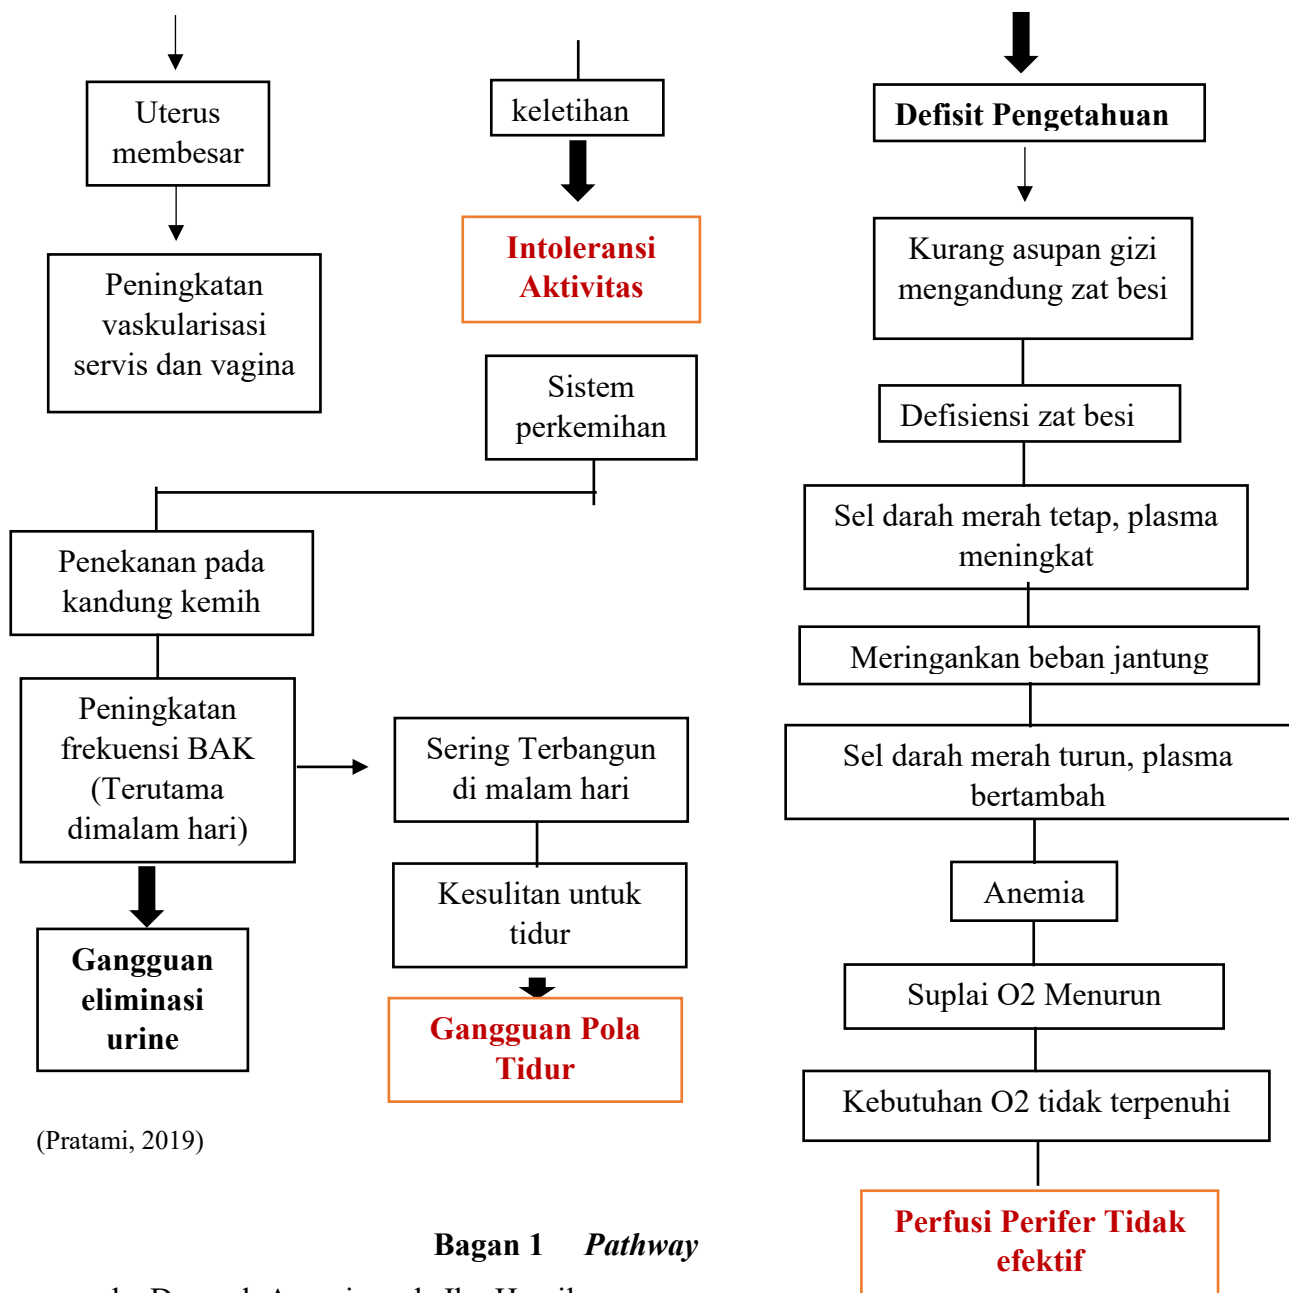 Uterus
membesar
Peningkatan
vaskularisasi
servis dan vagina
keletihan
Intoleransi
Aktivitas
Sistem
perkemihan
Penekanan pada
kandung kemih
Peningkatan
frekuensi BAK
(Terutama
dimalam hari)
Gangguan
eliminasi
urine
Sering Terbangun
di malam hari
Kesulitan untuk
tidur
Gangguan Pola
Tidur
Defisit Pengetahuan
Kurang asupan gizi
mengandung zat besi
Defisiensi zat besi
Sel darah merah tetap, plasma
meningkat
Meringankan beban jantung
Sel darah merah turun, plasma
bertambah
Anemia
Suplai O2 Menurun
Kebutuhan O2 tidak terpenuhi
Perfusi Perifer Tidak
efektif
(Pratami, 2019)
Bagan 1 Pathway